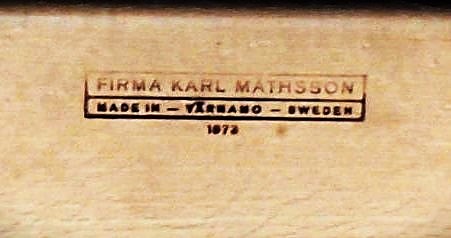 FIRMA KARL MATHSSON
MADE IN — VÄRNAMO — SWEDEN
1973